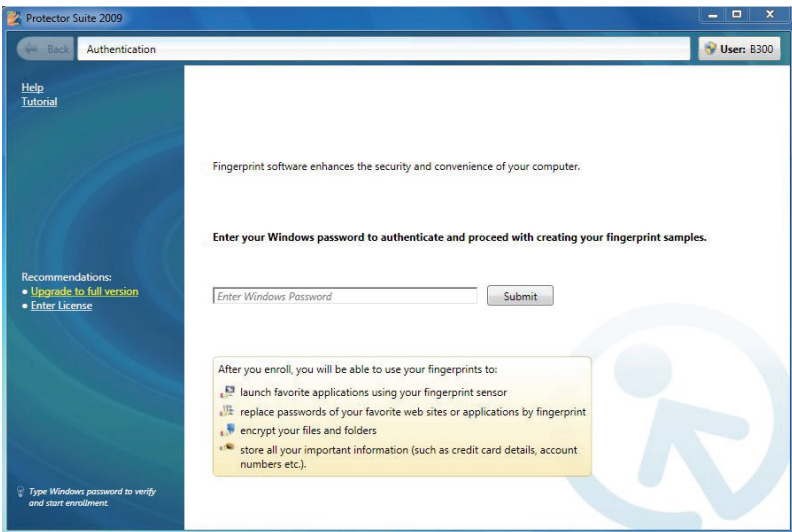 Protector Suite 2009
Back
Authentication
User: B300
Help
Tutorial
Fingerprint software enhances the security and convenience of your computer.
Enter your Windows password to authenticate and proceed with creating your fingerprint samples.
Recommendations:
• Upgrade to full version
• Enter License
Enter Windows Password
Submit
After you enroll, you will be able to use your fingerprints to:
launch favorite applications using your fingerprint sensor
replace passwords of your favorite web sites or applications by fingerprint
encrypt your files and folders
store all your important information (such as credit card details, account
numbers etc.).
Type Windows password to verify
and start enrollment.